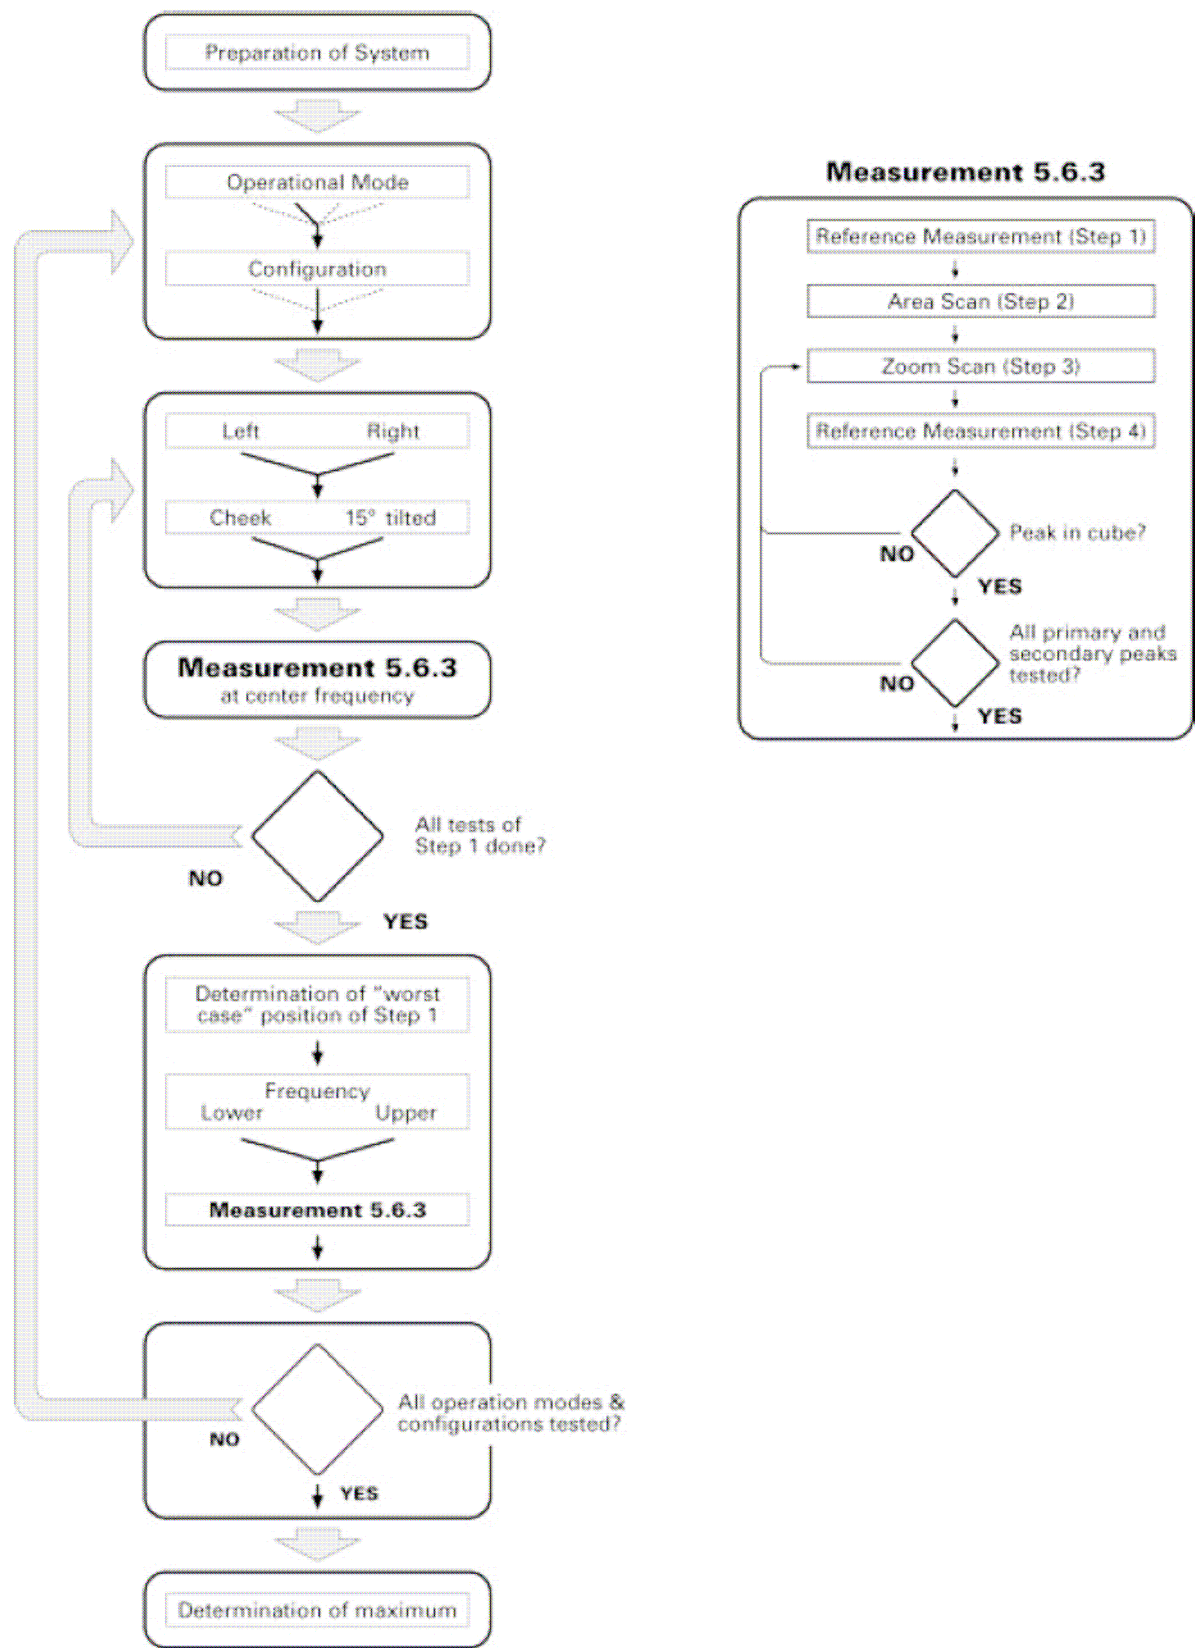 Preparation of System
Operational Mode
Configuration
Left Right
Cheek 15° tilted
Measurement 5.6.3
at center frequency
All tests of
Step 1 done?
NO
YES
Determination of "worst
case" position of Step 1
Frequency
Lower Upper
Measurement 5.6.3
All operation modes &
configurations tested?
NO
YES
Determination of maximum
Measurement 5.6.3
Reference Measurement (Step 1)
Area Scan (Step 2)
Zoom Scan (Step 3)
Reference Measurement (Step 4)
Peak in cube?
NO
YES
All primary and
secondary peaks
tested?
NO
YES